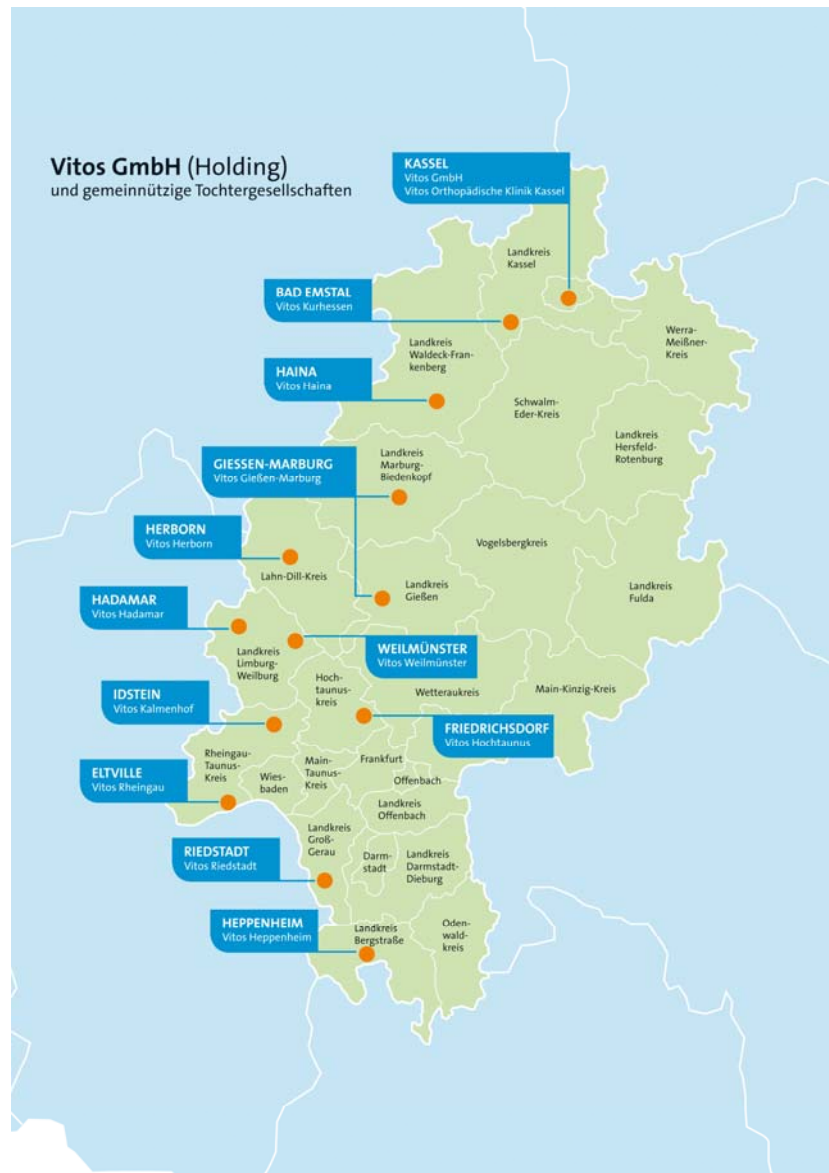 Vitos GmbH (Holding)
und gemeinnützige Tochtergesellschaften
KASSEL
Vitos GmbH
Vitos Orthopädische Klinik Kassel
Landkreis
Kassel
BAD EMSTAL
Vitos Kurhessen
Werra-
Meißner-
Kreis
Landkreis
Waldeck-Fran-
kenberg
HAINA
Vitos Haina
Schwalm-
Eder-Kreis
Landkreis
Hersfeld-
Rotenburg
GIESSEN-MARBURG
Vitos Gießen-Marburg
Landkreis
Marburg-
Biedenkopf
HERBORN
Vitos Herborn
Vogelsbergkreis
Lahn-Dill-Kreis
Landkreis
Gießen
Landkreis
Fulda
HADAMAR
Vitos Hadamar
WEILMÜNSTER
Vitos Weilmünster
Landkreis
Limburg-
Weilburg
Hoch-
taunus-
kreis
Wetteraukreis
Main-Kinzig-Kreis
IDSTEIN
Vitos Kalmenhof
FRIEDRICHSDORF
Vitos Hochtaunus
Rheingau-
Taunus-
Kreis
Wies-
baden
Main-
Taunus-
Kreis
Frankfurt
Offenbach
ELTVILLE
Vitos Rheingau
Landkreis
Offenbach
Landkreis
Groß-
Gerau
RIEDSTADT
Vitos Riedstadt
Darm-
stadt
Landkreis
Darmstadt-
Dieburg
HEPPENHEIM
Vitos Heppenheim
Landkreis
Bergstraße
Oden-
wald-
kreis